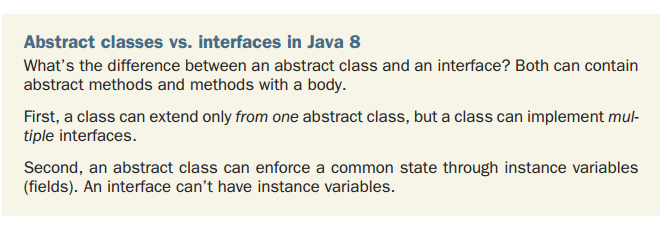 Abstract classes vs. interfaces in Java 8
What's the difference between an abstract class and an interface? Both can contain
abstract methods and methods with a body.
First, a class can extend only from one abstract class, but a class can implement mul-
tiple interfaces.
Second, an abstract class can enforce a common state through instance variables
(fields). An interface can't have instance variables.